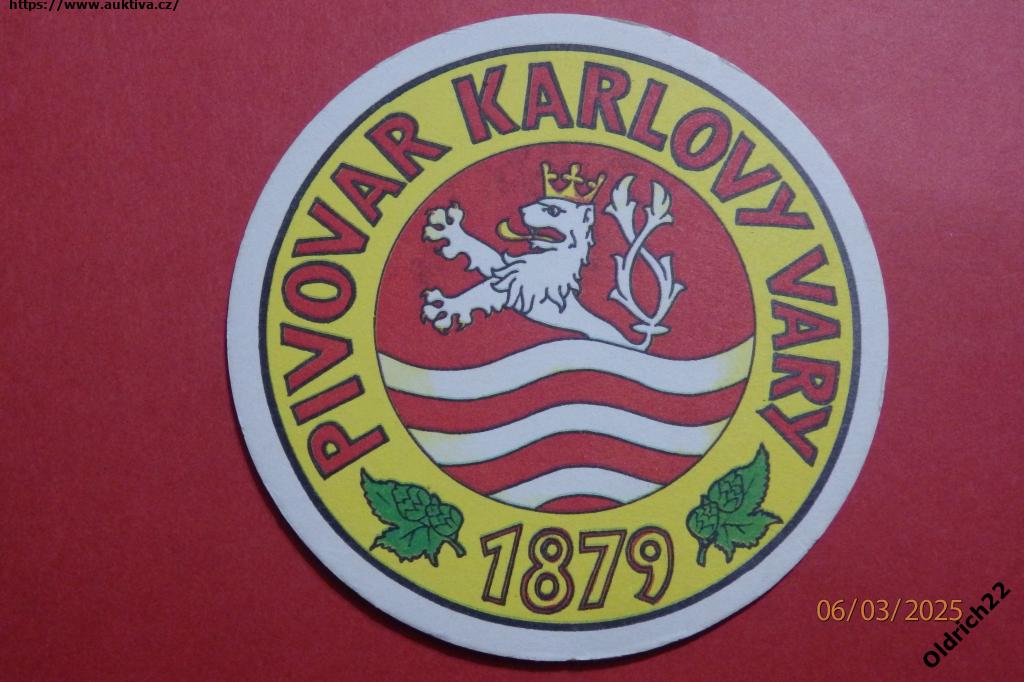 https://www.auktiva.cz/
PIVOVAR KARLOVY VARY
1879
06/03/2025
Oldrich22